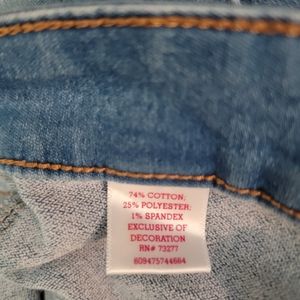 74% COTTON;
25% POLYESTER;
1% SPANDEX
EXCLUSIVE OF
DECORATION
RN# 73277
609475744664